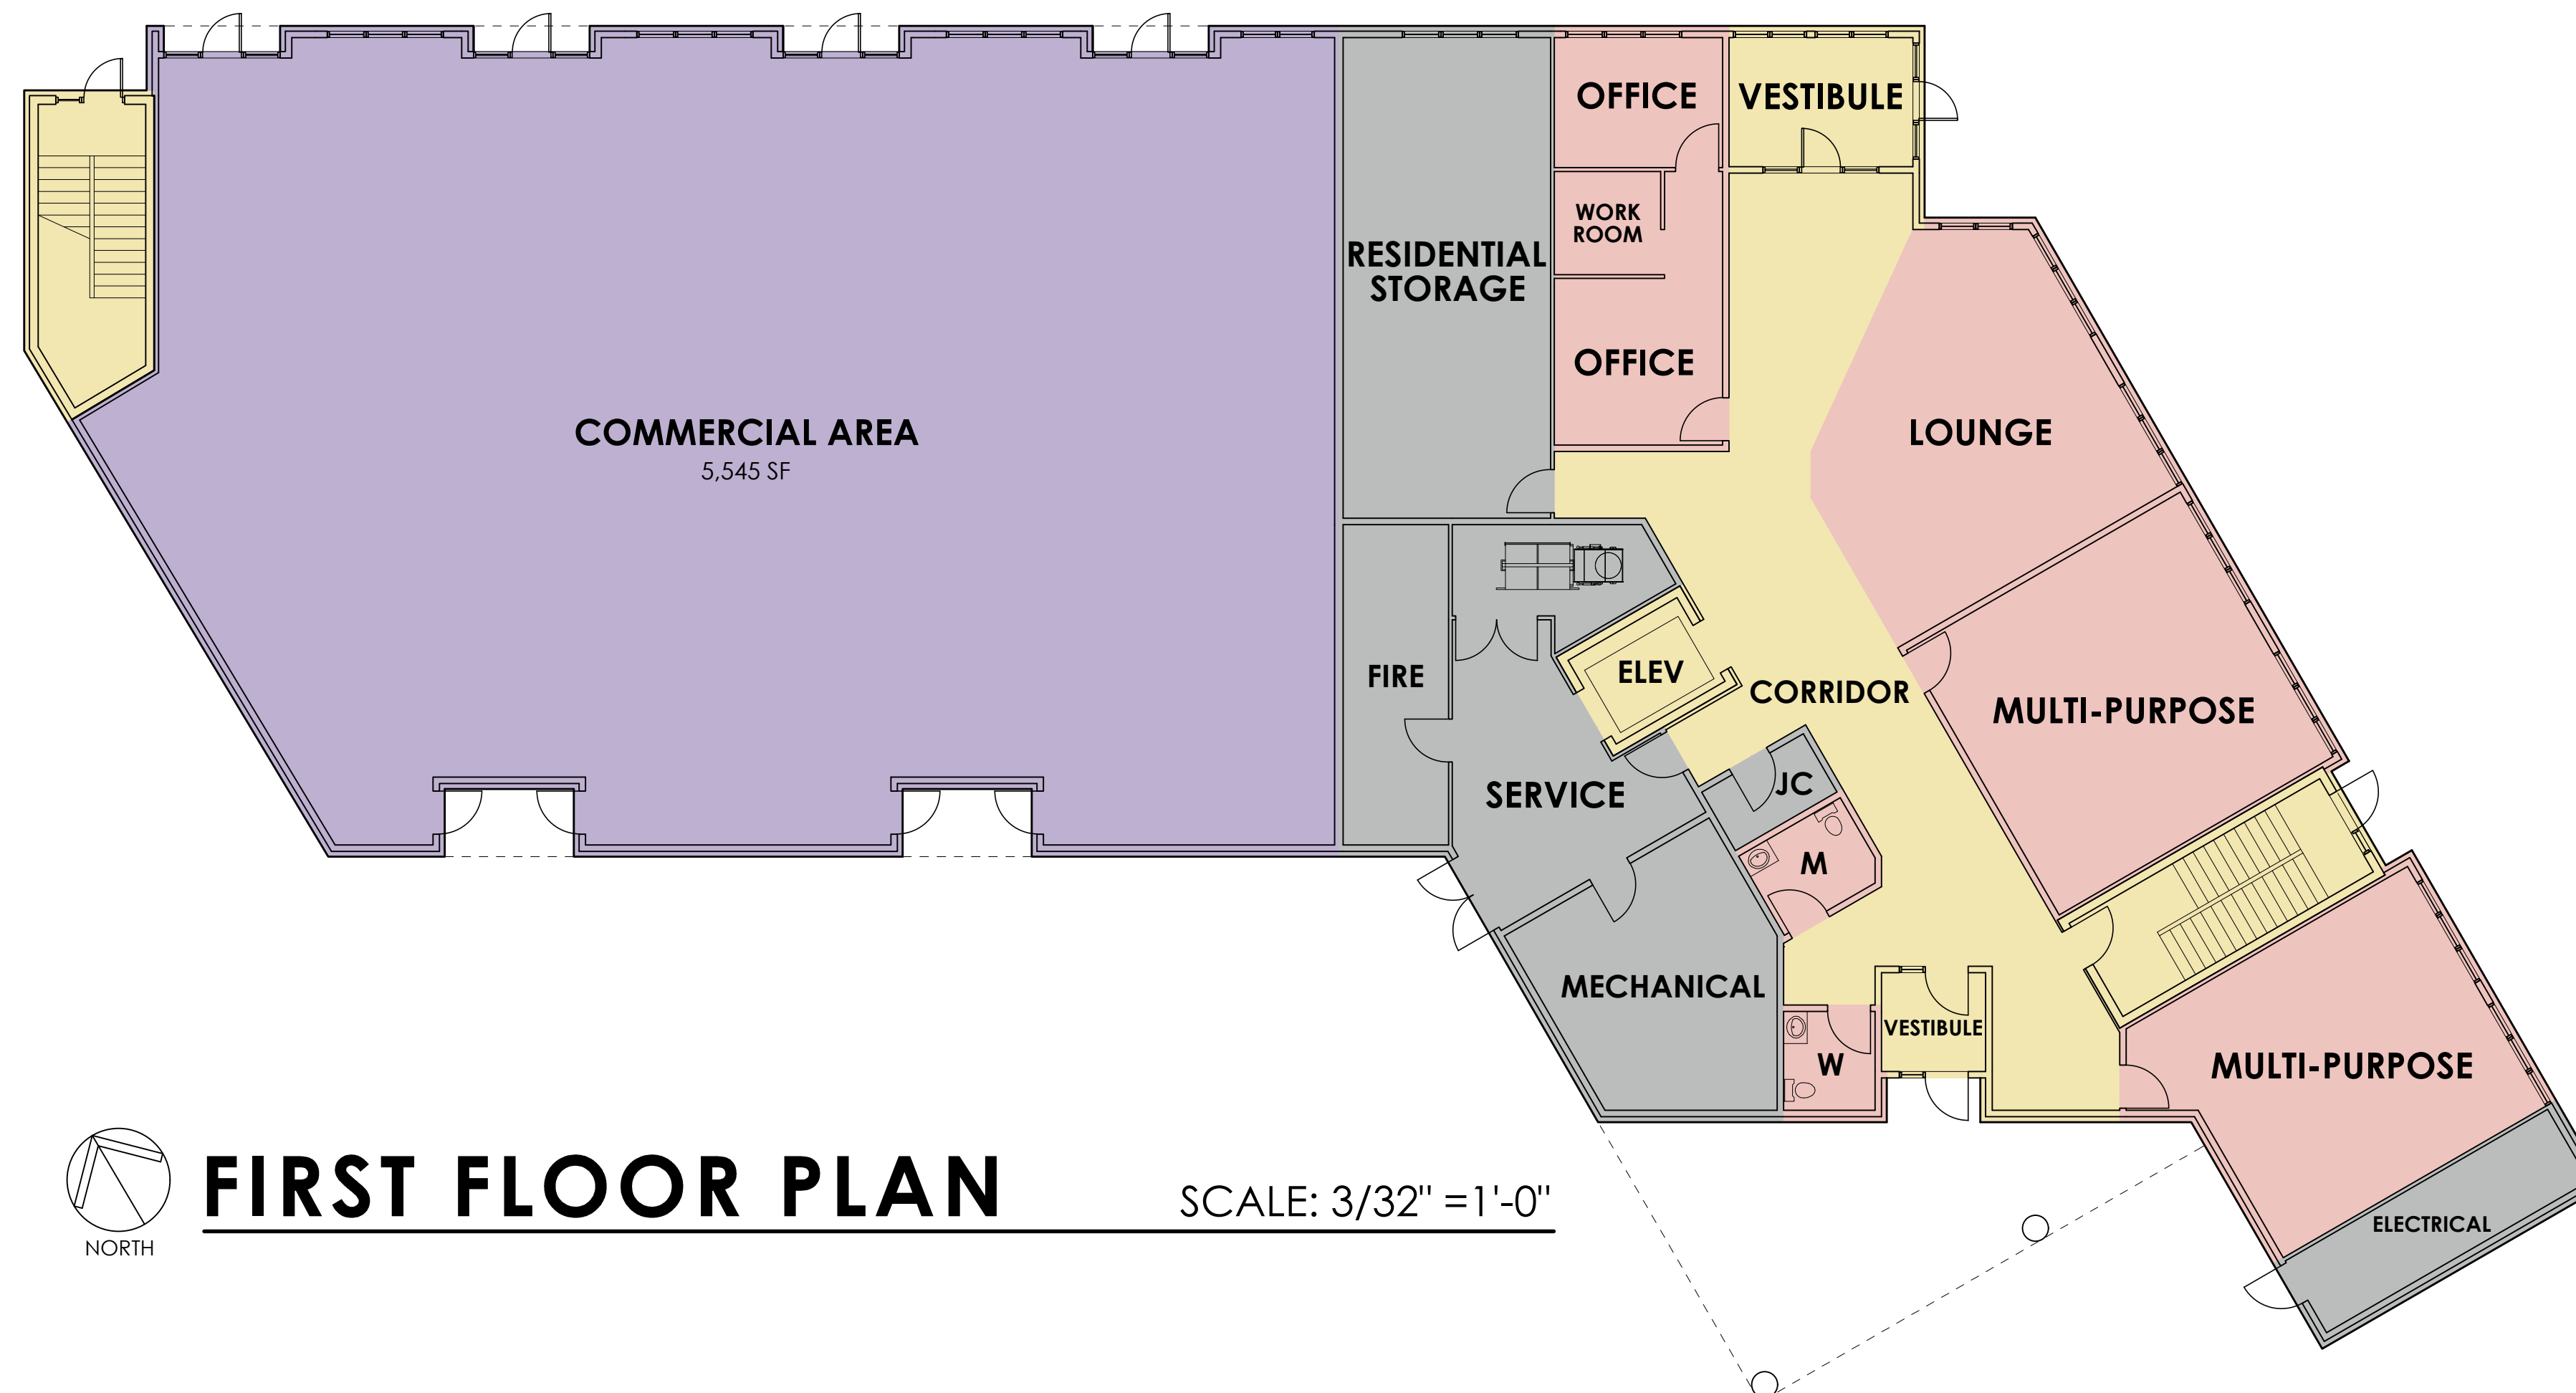 OFFICE
VESTIBULE
WORK
ROOM
RESIDENTIAL
STORAGE
OFFICE
COMMERCIAL AREA
5,545 SF
LOUNGE
FIRE
ELEV
CORRIDOR
MULTI-PURPOSE
SERVICE
JC
M
MECHANICAL
VESTIBULE
W
MULTI-PURPOSE
ELECTRICAL
NORTH
FIRST FLOOR PLAN
SCALE: 3/32" =1'-0"